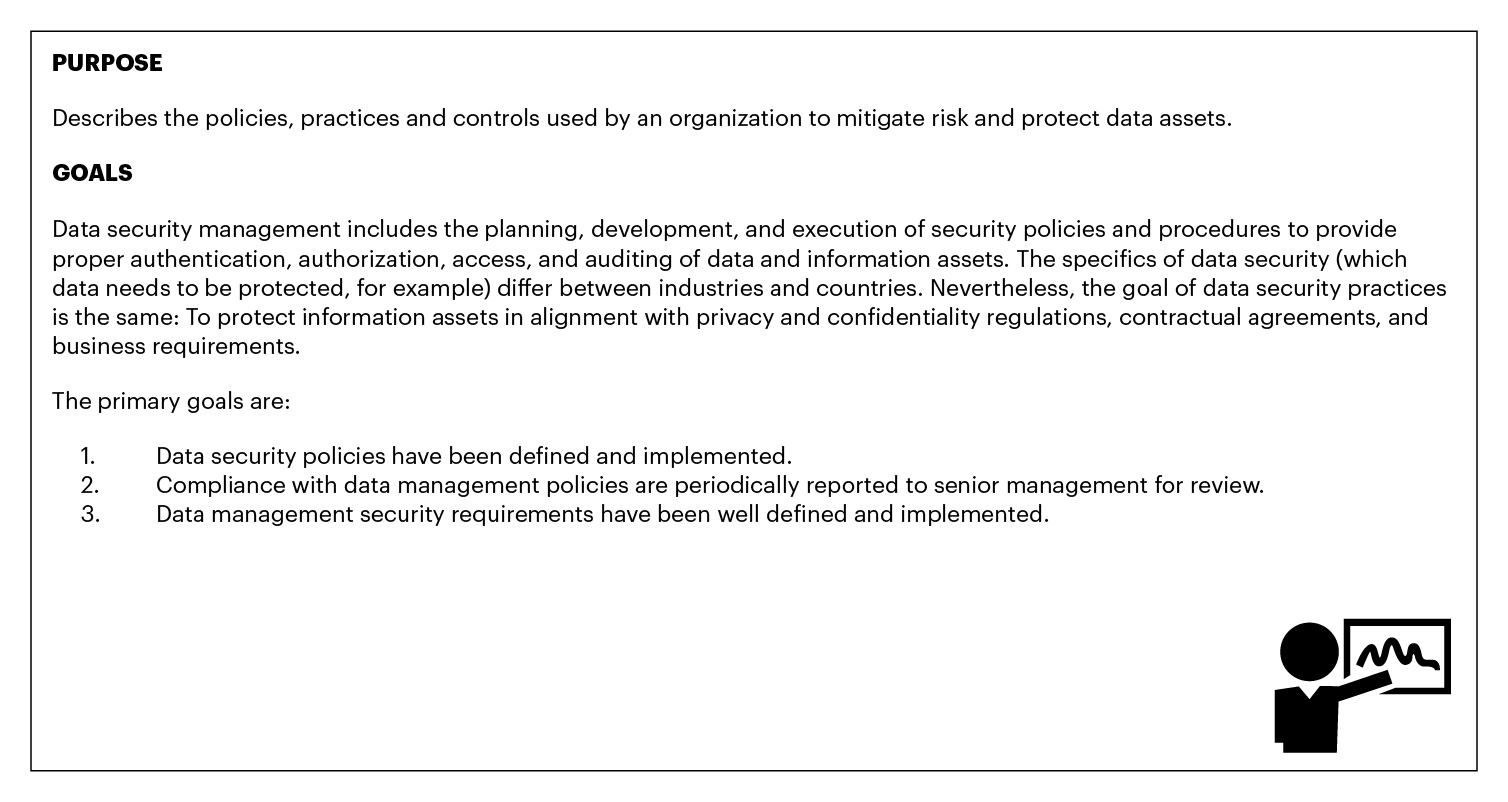 PURPOSE
Describes the policies, practices and controls used by an organization to mitigate risk and protect data assets.
GOALS
Data security management includes the planning, development, and execution of security policies and procedures to provide
proper authentication, authorization, access, and auditing of data and information assets. The specifics of data security (which
data needs to be protected, for example) differ between industries and countries. Nevertheless, the goal of data security practices
is the same: To protect information assets in alignment with privacy and confidentiality regulations, contractual agreements, and
business requirements.
The primary goals are:
1. Data security policies have been defined and implemented.
2. Compliance with data management policies are periodically reported to senior management for review.
3. Data management security requirements have been well defined and implemented.